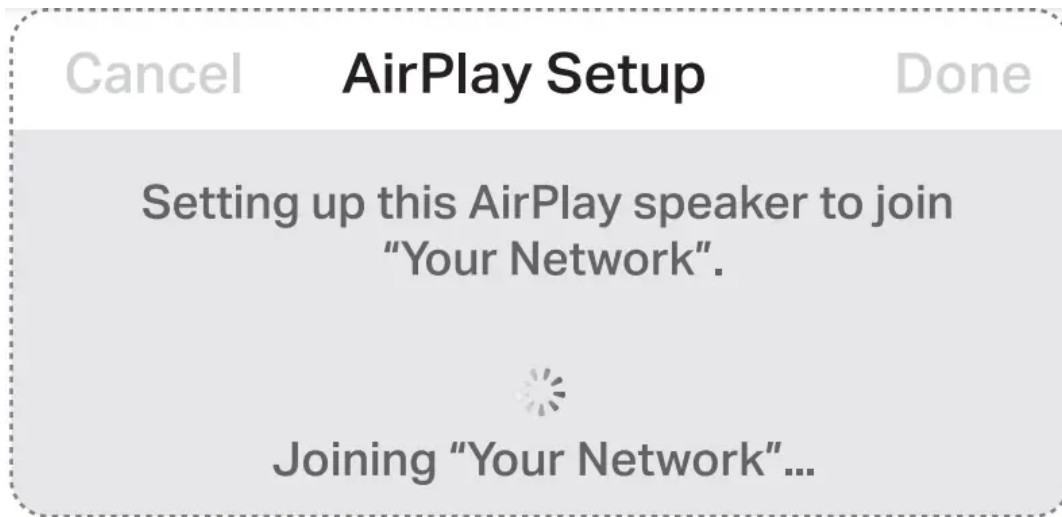 Cancel AirPlay Setup Done
Setting up this AirPlay speaker to join
“Your Network”.
Joining “Your Network”...